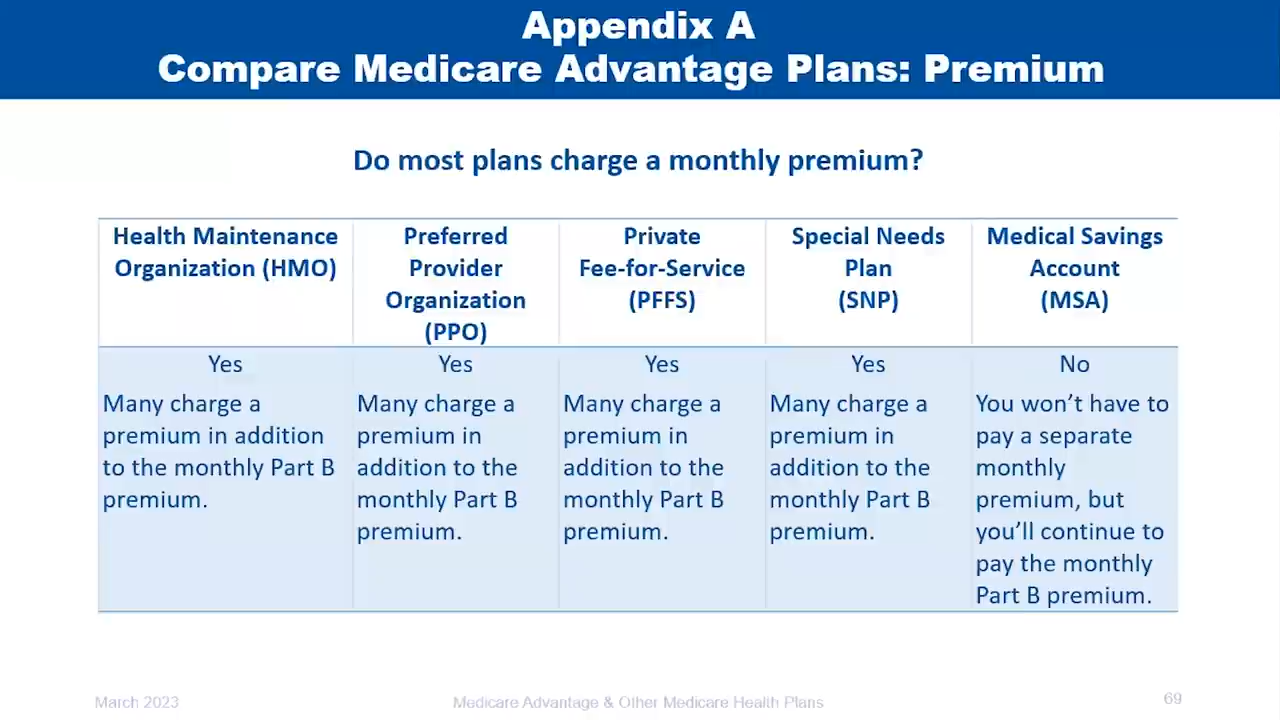 Appendix A
Compare Medicare Advantage Plans: Premium
Do most plans charge a monthly premium?
Health Maintenance
Organization (HMO)
Preferred
Provider
Organization
(PPO)
Private
Fee-for-Service
(PFFS)
Special Needs
Plan
(SNP)
Medical Savings
Account
(MSA)
Yes
Many charge a
premium in addition
to the monthly Part B
premium.
Yes
Many charge a
premium in
addition to the
monthly Part B
premium.
Yes
Many charge a
premium in
addition to the
monthly Part B
premium.
Yes
Many charge a
premium in
addition to the
monthly Part B
premium.
No
You won’t have to
pay a separate
monthly
premium, but
you’ll continue to
pay the monthly
Part B premium.
March 2023
Medicare Advantage & Other Medicare Health Plans
69